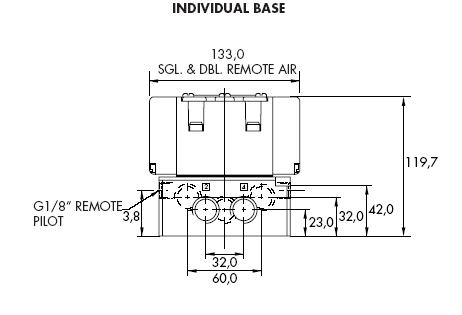 INDIVIDUAL BASE
133,0
SGL. & DBL. REMOTE AIR
119,7
2
4
G1/8” REMOTE
PILOT
3,8
23,0
32,0
42,0
32,0
60,0